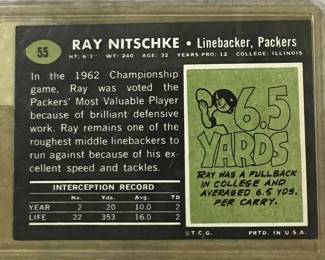 55
RAY NITSCHKE • Linebacker, Packers
HT: 6'3" WT: 240 AGE: 32 YEARS PRO: 12 COLLEGE: ILLINOIS
In the 1962 Championship
game, Ray was voted the
Packers' Most Valuable Player
because of brilliant defensive
work. Ray remains one of the
roughest middle linebackers to
run against because of his ex-
cellent speed and tackles.
INTERCEPTION RECORD
No. Yds. Avg. TD
YEAR 2 20 10.0 2
LIFE 22 353 16.0 2
6.5
YARDS
RAY WAS A FULLBACK
IN COLLEGE AND
AVERAGED 6.5 YDS.
PER CARRY.
© T.C.G. PRTD. IN U.S.A.